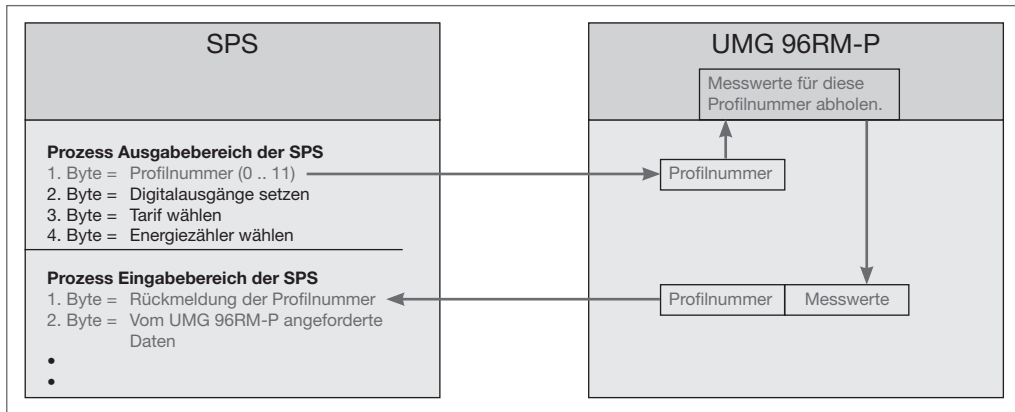 SPS
Prozess Ausgabebereich der SPS
1. Byte = Profilnummer (0 .. 11)
2. Byte = Digitalausgänge setzen
3. Byte = Tarif wählen
4. Byte = Energiezähler wählen
Prozess Eingabebereich der SPS
1. Byte = Rückmeldung der Profilnummer
2. Byte = Vom UMG 96RM-P angeforderte
Daten
•
•
UMG 96RM-P
Messwerte für diese
Profilnummer abholen.
Profilnummer
Profilnummer Messwerte